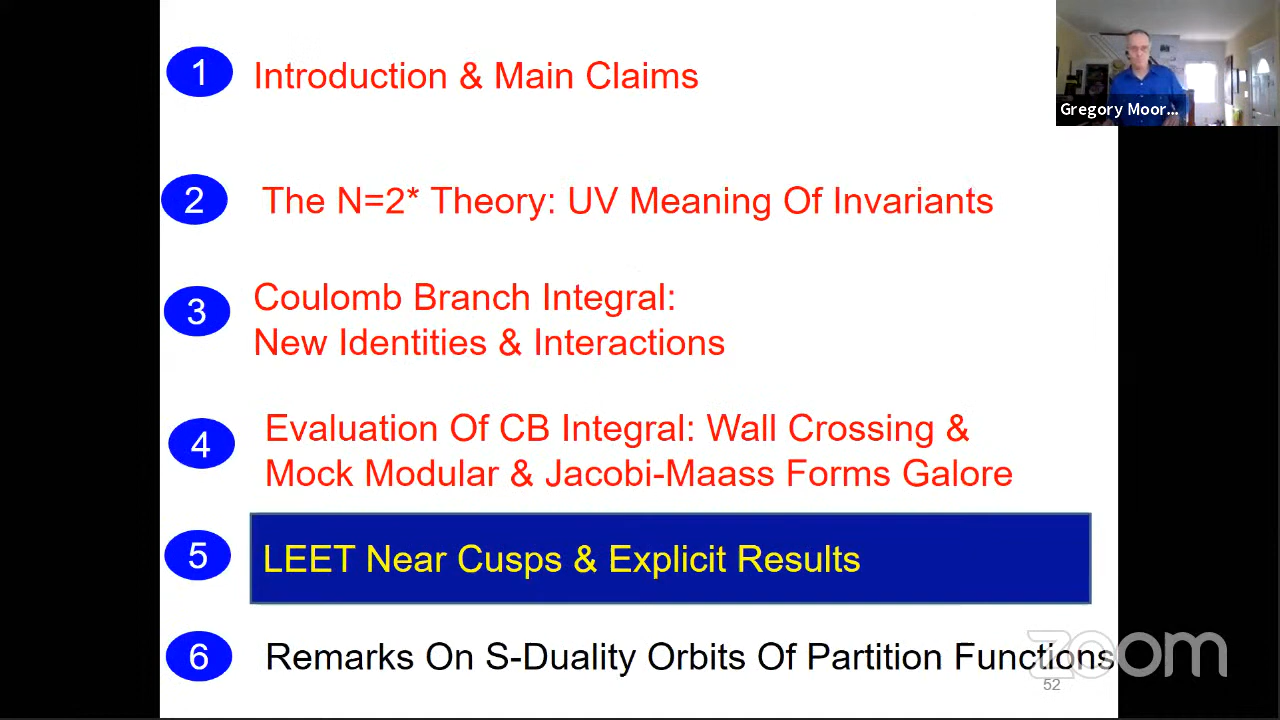 1 Introduction & Main Claims
Gregory Moor...
2 The N=2* Theory: UV Meaning Of Invariants
3 Coulomb Branch Integral:
New Identities & Interactions
4 Evaluation Of CB Integral: Wall Crossing &
Mock Modular & Jacobi-Maass Forms Galore
5 LEET Near Cusps & Explicit Results
6 Remarks On S-Duality Orbits Of Partition Functions
zoom
52